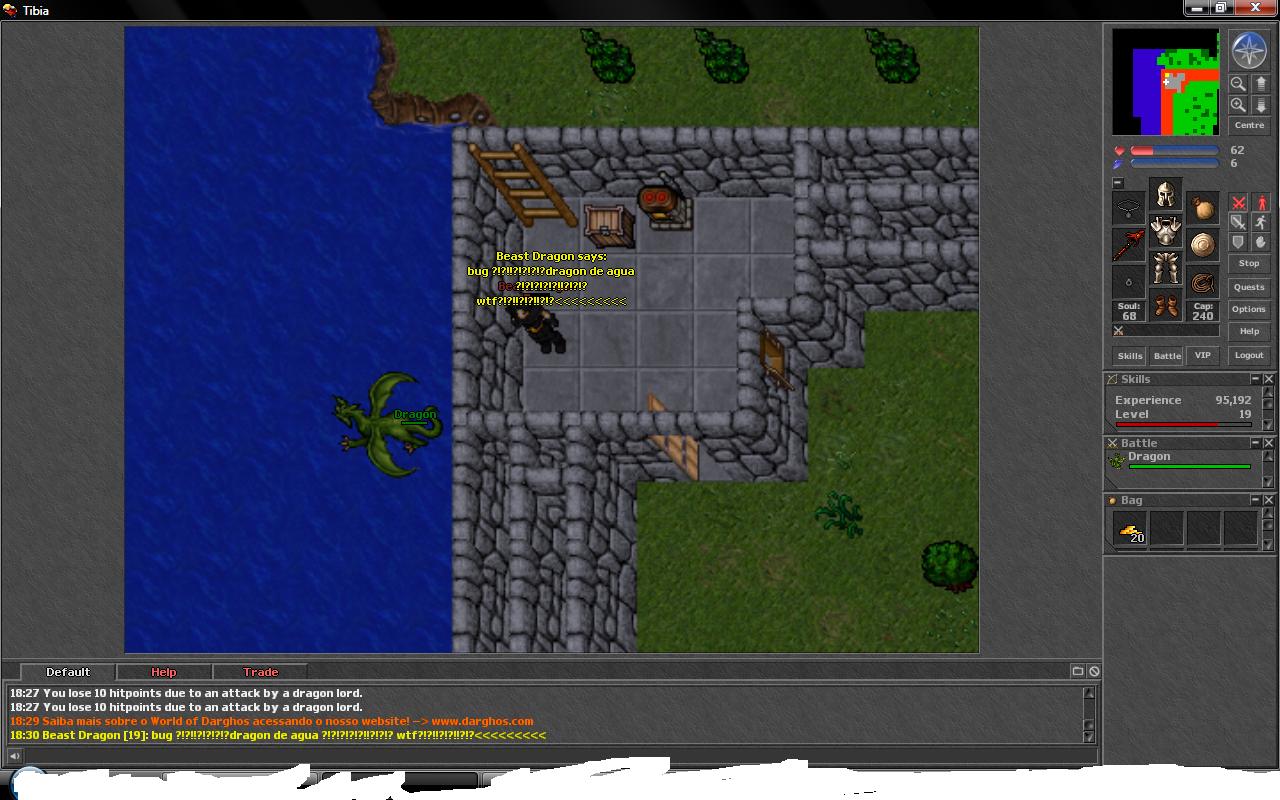 Tibia
Centre
62
6
Beast Dragon says:
bug ?!?!!?!?!?!?dragon de agua
?!?!?!?!?!!?!?!?
wtf?!?!!?!?!!?!?<<<<<<<<<
Stop
Quests
Soul:
68
Cap:
240
Options
Help
Skills
Battle
VIP
Logout
Skills
Experience 95,192
Level 19
Dragon
Battle
Dragon
Bag
20
Default
Help
Trade
18:27 You lose 10 hitpoints due to an attack by a dragon lord.
18:27 You lose 10 hitpoints due to an attack by a dragon lord.
18:29 Saiba mais sobre o World of Darghos acessando o nosso website! --> www.darghos.com
18:30 Beast Dragon [19]: bug ?!?!!?!?!?!?dragon de agua ?!?!?!?!?!!?!?!? wtf?!?!!?!?!!?!?<<<<<<<<<